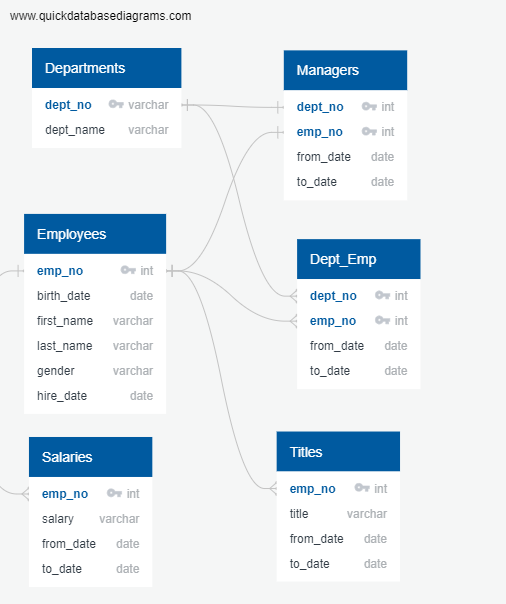 www.quickdatabasediagrams.com
Departments
dept_no varchar
dept_name varchar
Managers
dept_no int
emp_no int
from_date date
to_date date
Employees
emp_no int
birth_date date
first_name varchar
last_name varchar
gender varchar
hire_date date
Dept_Emp
dept_no int
emp_no int
from_date date
to_date date
Salaries
emp_no int
salary varchar
from_date date
to_date date
Titles
emp_no int
title varchar
from_date date
to_date date